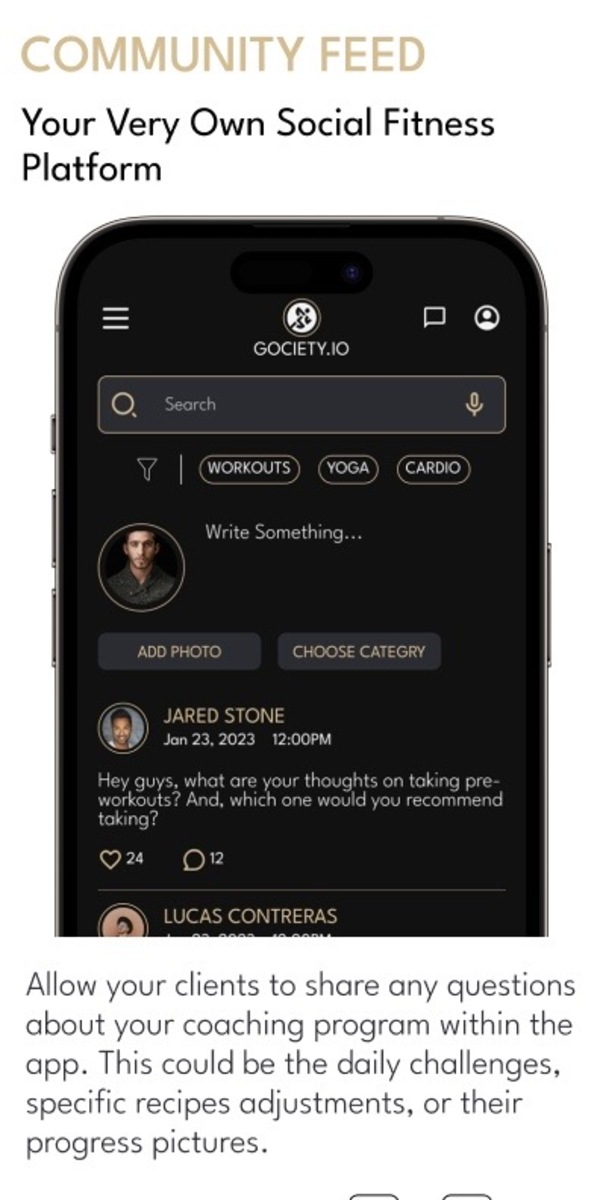 COMMUNITY FEED
Your Very Own Social Fitness
Platform
GOCIETY.IO
Search
WORKOUTS YOGA CARDIO
Write Something...
ADD PHOTO CHOOSE CATEGRY
JARED STONE
Jan 23, 2023 12:00PM
Hey guys, what are your thoughts on taking pre-
workouts? And, which one would you recommend
taking?
24 12
LUCAS CONTRERAS
Allow your clients to share any questions
about your coaching program within the
app. This could be the daily challenges,
specific recipes adjustments, or their
progress pictures.